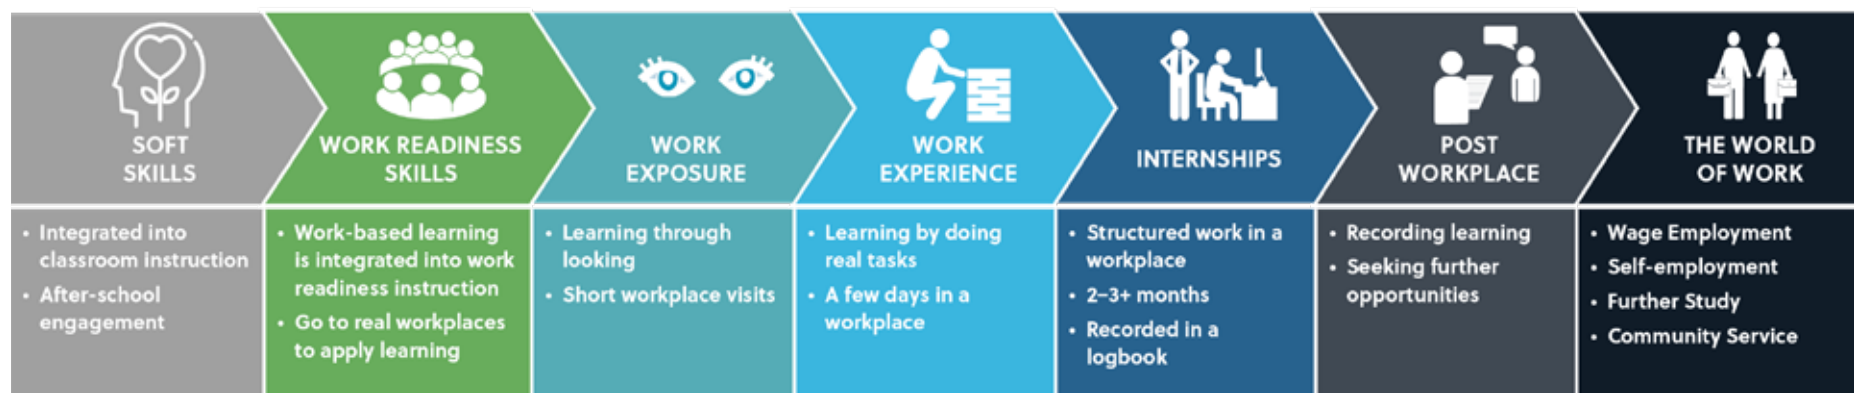 SOFT
SKILLS
WORK READINESS
SKILLS
WORK
EXPOSURE
WORK
EXPERIENCE
INTERNSHIPS
POST
WORKPLACE
THE WORLD
OF WORK
• Integrated into
classroom instruction
• After-school
engagement
• Work-based learning
is integrated into work
readiness instruction
• Go to real workplaces
to apply learning
• Learning through
looking
• Short workplace visits
• Learning by doing
real tasks
• A few days in a
workplace
• Structured work in a
workplace
• 2–3+ months
• Recorded in a
logbook
• Recording learning
• Seeking further
opportunities
• Wage Employment
• Self-employment
• Further Study
• Community Service